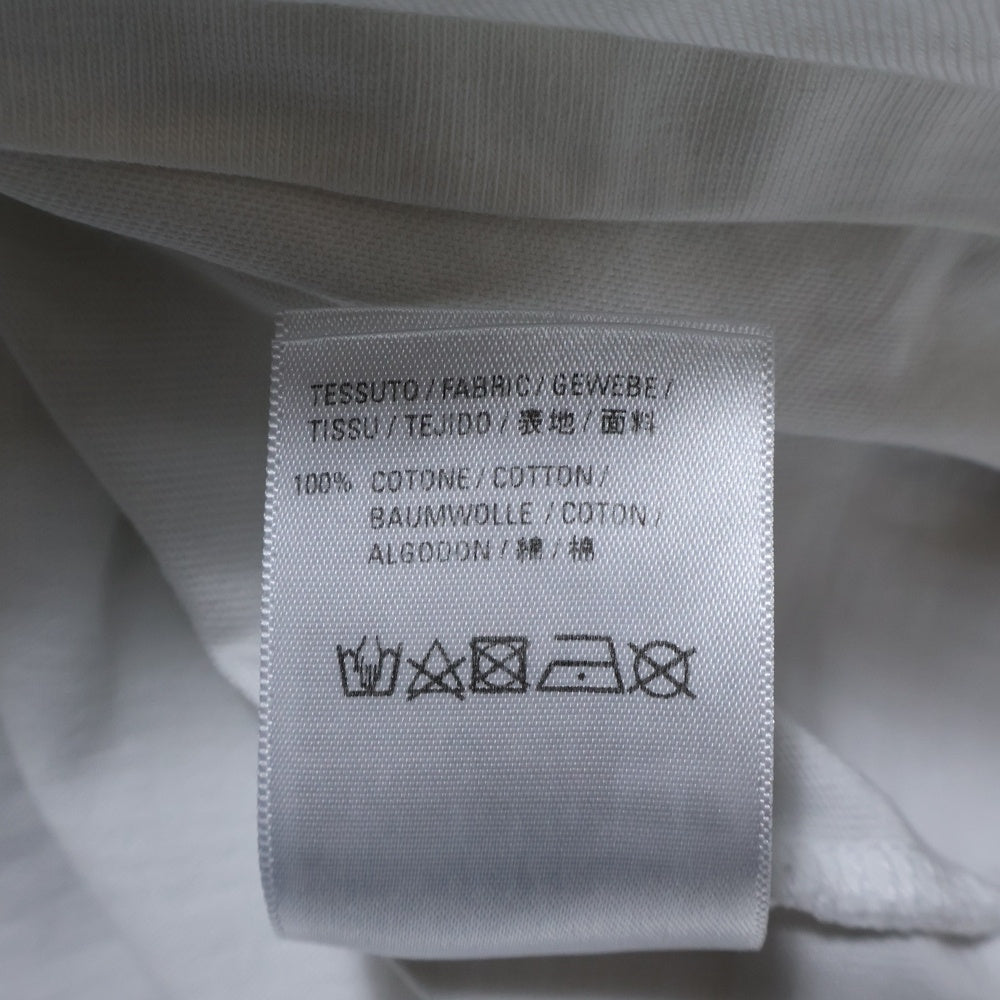 TESSUTO / FABRIC / GEWEBE /
TISSU / TEJIDO / 表地 / 面料
100% COTONE / COTTON /
BAUMWOLLE / COTON /
ALGODON / 綿 / 棉